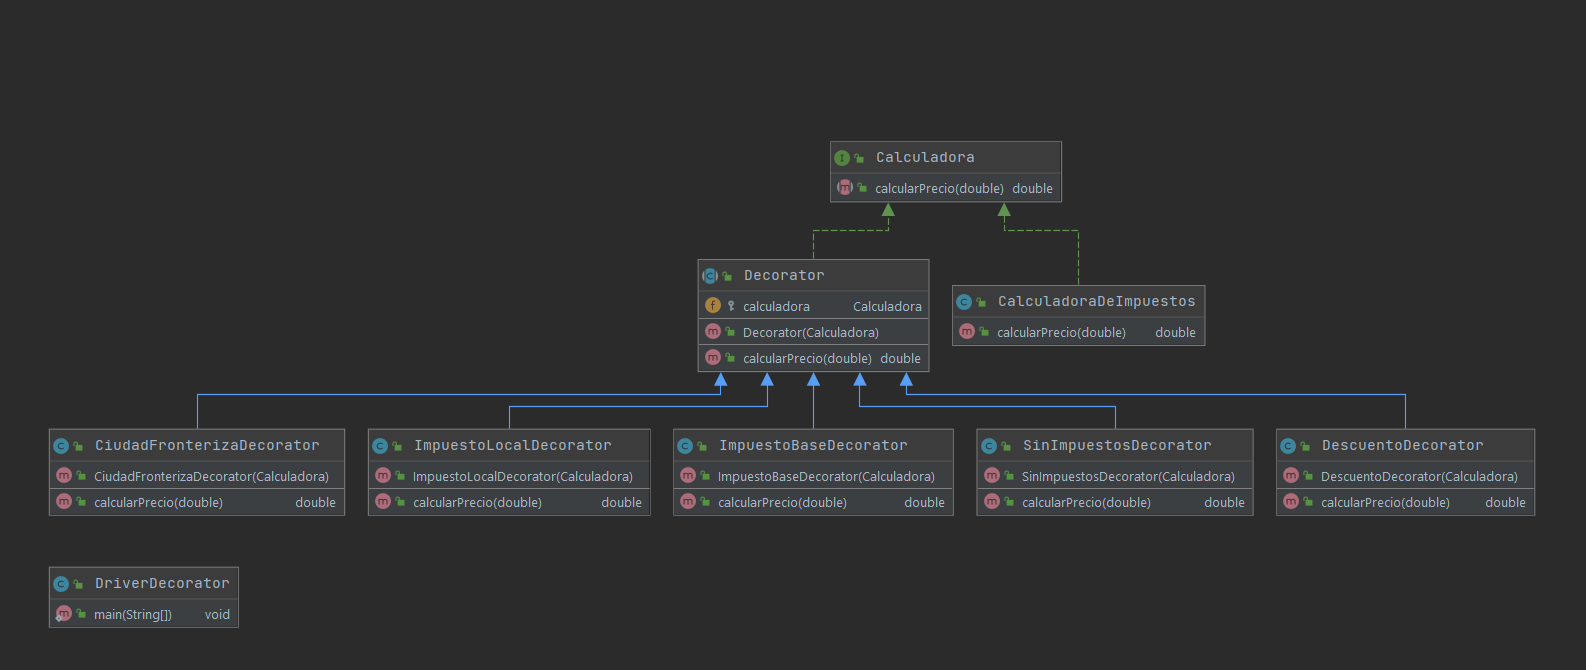 Calculadora
calcularPrecio(double) double
Decorator
calculadora Calculadora
Decorator(Calculadora)
calcularPrecio(double) double
CalculadoraDeImpuestos
calcularPrecio(double) double
CiudadFronterizaDecorator
CiudadFronterizaDecorator(Calculadora)
calcularPrecio(double) double
ImpuestoLocalDecorator
ImpuestoLocalDecorator(Calculadora)
calcularPrecio(double) double
ImpuestoBaseDecorator
ImpuestoBaseDecorator(Calculadora)
calcularPrecio(double) double
SinImpuestosDecorator
SinImpuestosDecorator(Calculadora)
calcularPrecio(double) double
DescuentoDecorator
DescuentoDecorator(Calculadora)
calcularPrecio(double) double
DriverDecorator
main(String[]) void